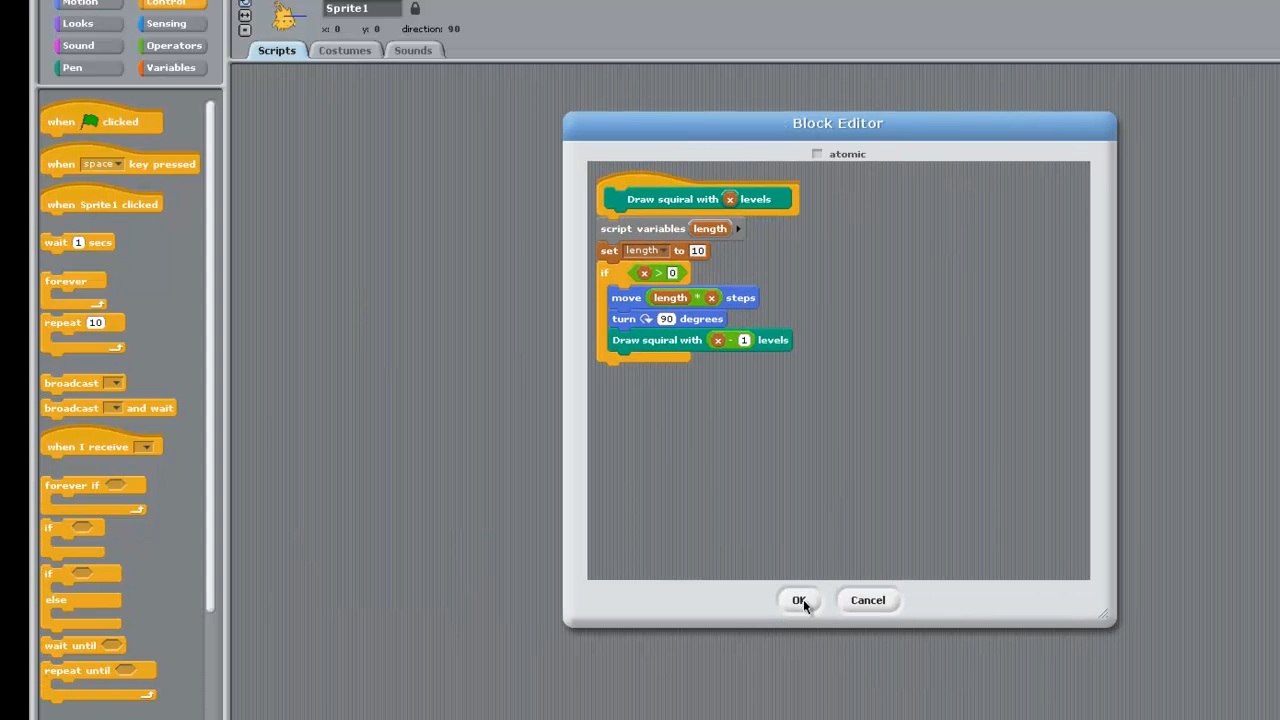 Motion Control
Looks Sensing
Sound Operators
Pen Variables
Sprite1
x: 0 y: 0 direction: 90
Scripts Costumes Sounds
when clicked
when space key pressed
when Sprite1 clicked
wait 1 secs
forever
repeat 10
broadcast
broadcast and wait
when I receive
forever if
if
if
else
wait until
repeat until
Block Editor
atomic
Draw squiral with x levels
script variables length
set length to 10
if x > 0
move length * x steps
turn 90 degrees
Draw squiral with x - 1 levels
OK Cancel